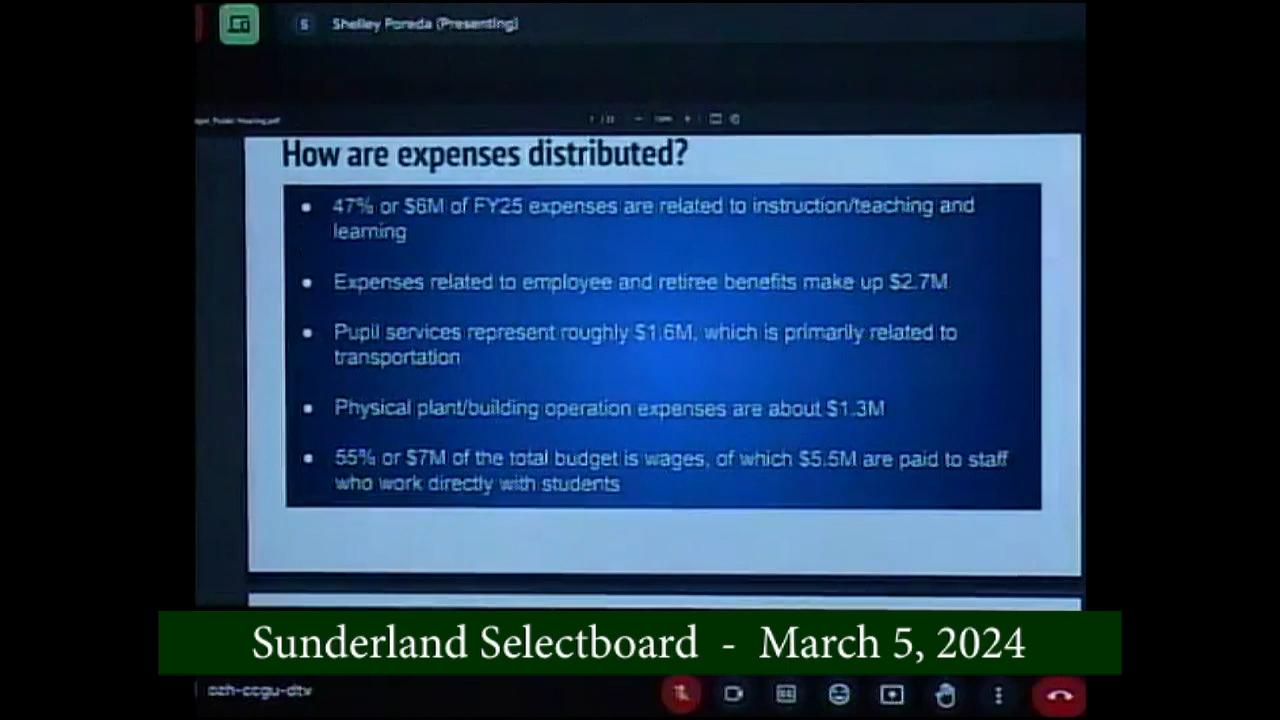 S Shelley Poreda (Presenting)
How are expenses distributed?
• 47% or $6M of FY25 expenses are related to instruction/teaching and
learning
• Expenses related to employee and retiree benefits make up $2.7M
• Pupil services represent roughly $1.6M, which is primarily related to
transportation
• Physical plant/building operation expenses are about $1.3M
• 55% or $7M of the total budget is wages, of which $5.5M are paid to staff
who work directly with students
Sunderland Selectboard - March 5, 2024